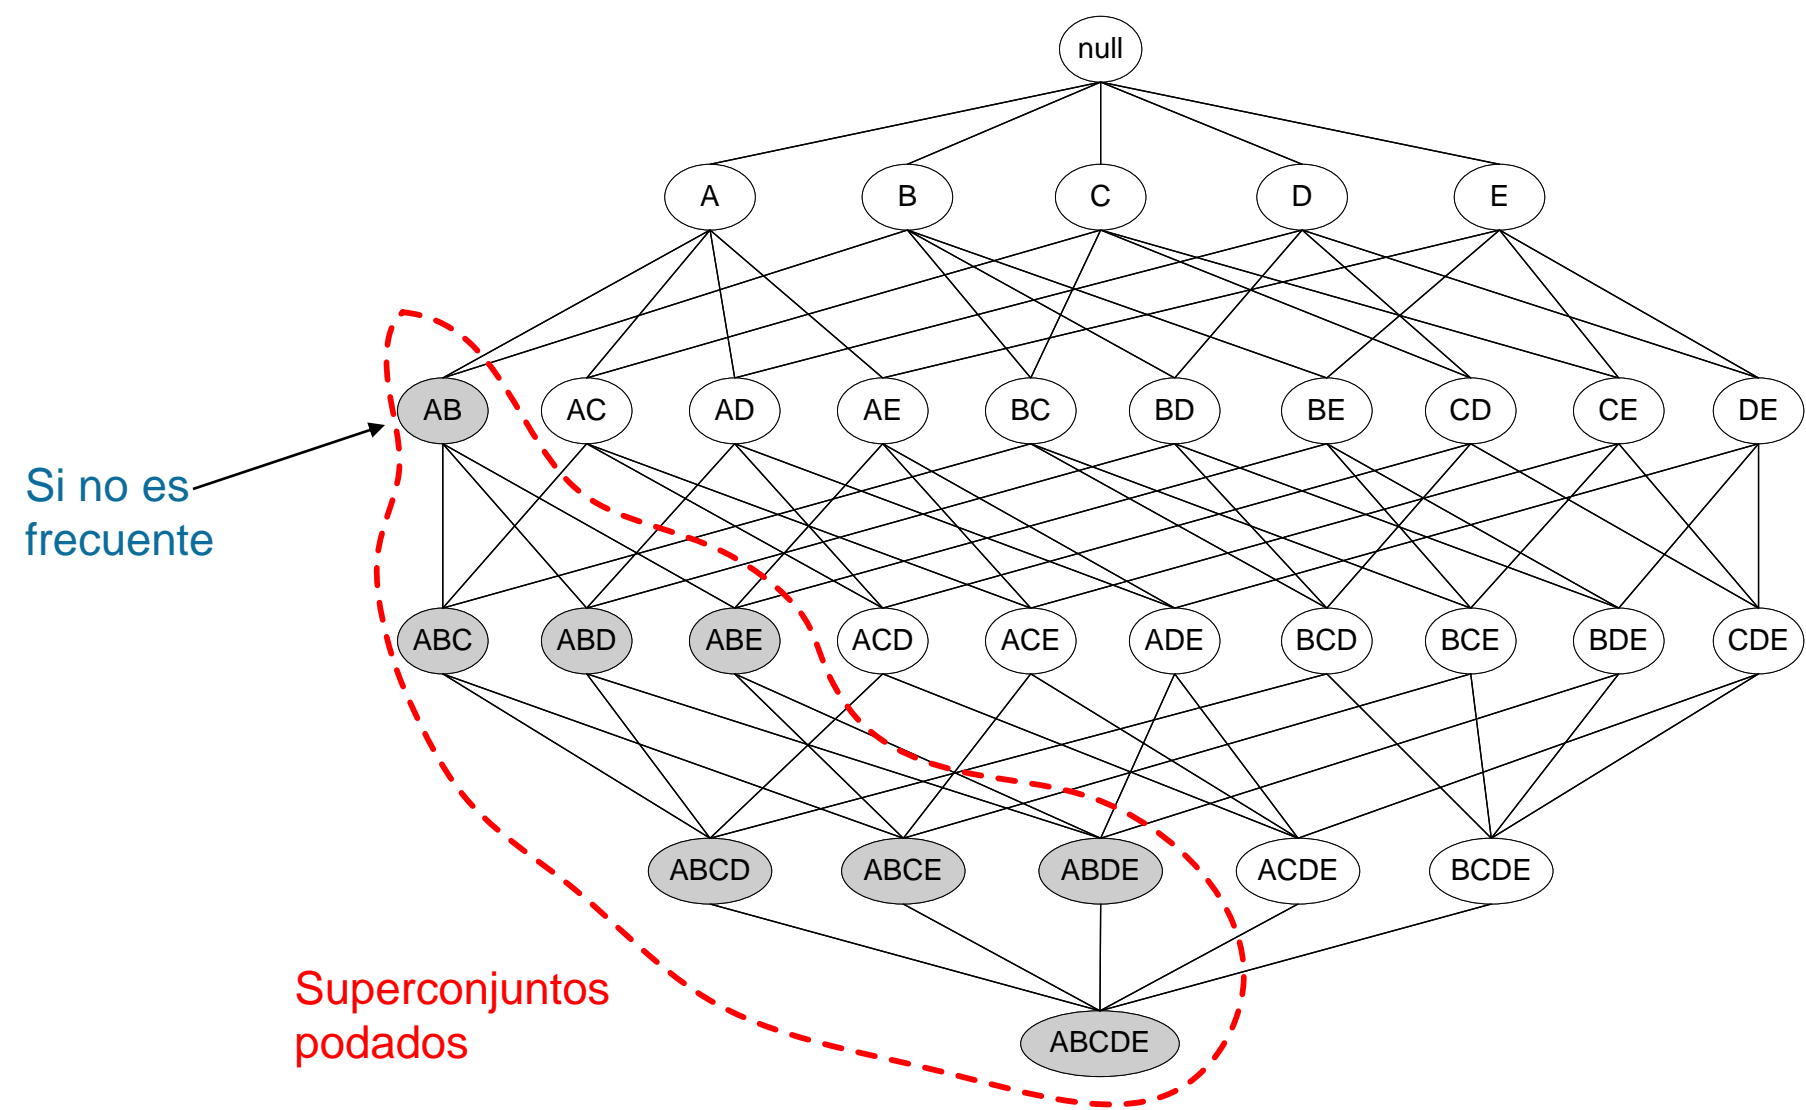 null
A B C D E
AB AC AD AE BC BD BE CD CE DE
Si no es
frecuente
ABC ABD ABE ACD ACE ADE BCD BCE BDE CDE
ABCD ABCE ABDE ACDE BCDE
Superconjuntos
podados
ABCDE